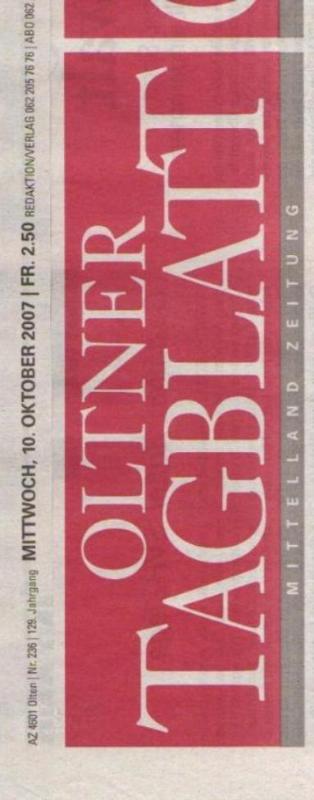 AZ 4601 Olten | Nr. 236 | 129. Jahrgang MITTWOCH, 10. OKTOBER 2007 | FR. 2.50 REDAKTION/VERLAG 062 205 76 76 | ABO 062
OLTNER
TAGBLATT
MITTELLAND ZEITUNG